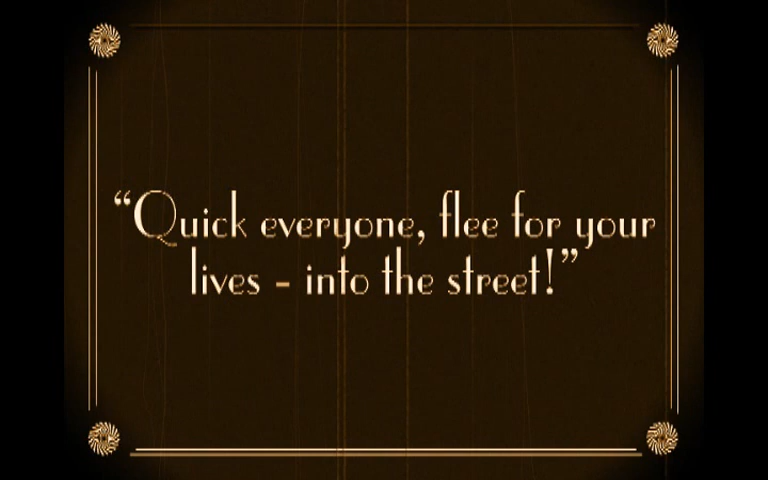 “Quick everyone, flee for your
lives - into the street!”